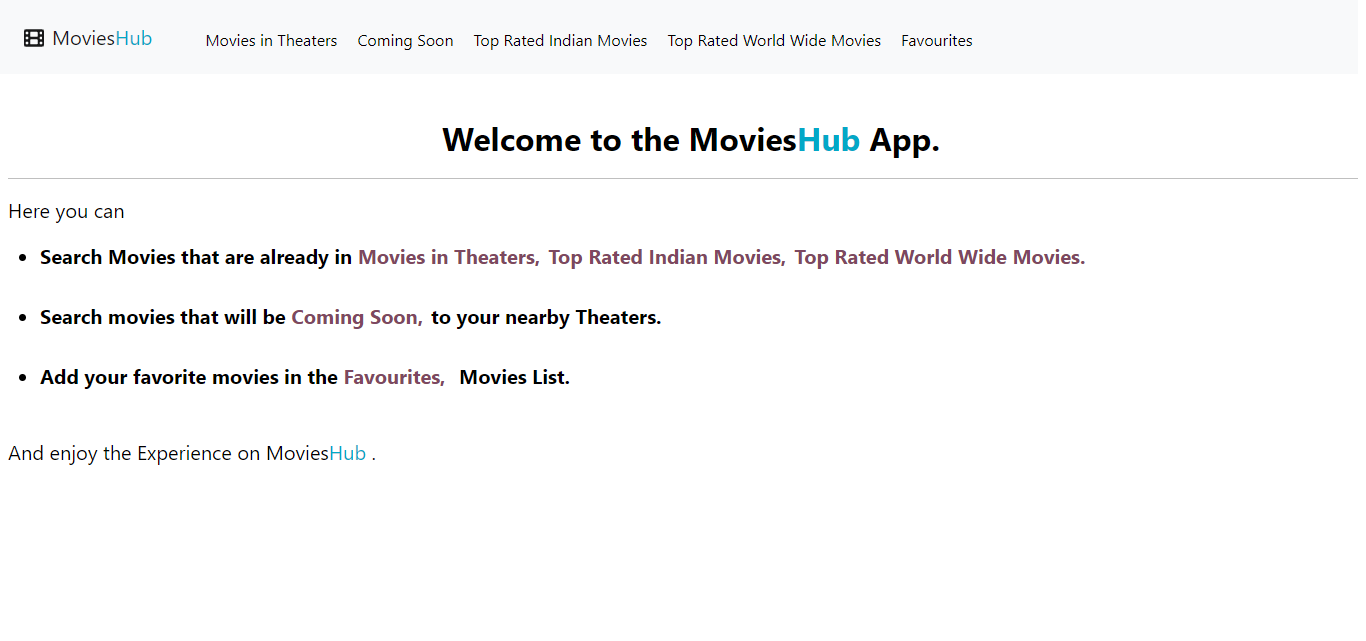 MoviesHub Movies in Theaters Coming Soon Top Rated Indian Movies Top Rated World Wide Movies Favourites
Welcome to the MoviesHub App.
Here you can
• Search Movies that are already in Movies in Theaters, Top Rated Indian Movies, Top Rated World Wide Movies.
• Search movies that will be Coming Soon, to your nearby Theaters.
• Add your favorite movies in the Favourites, Movies List.
And enjoy the Experience on MoviesHub .